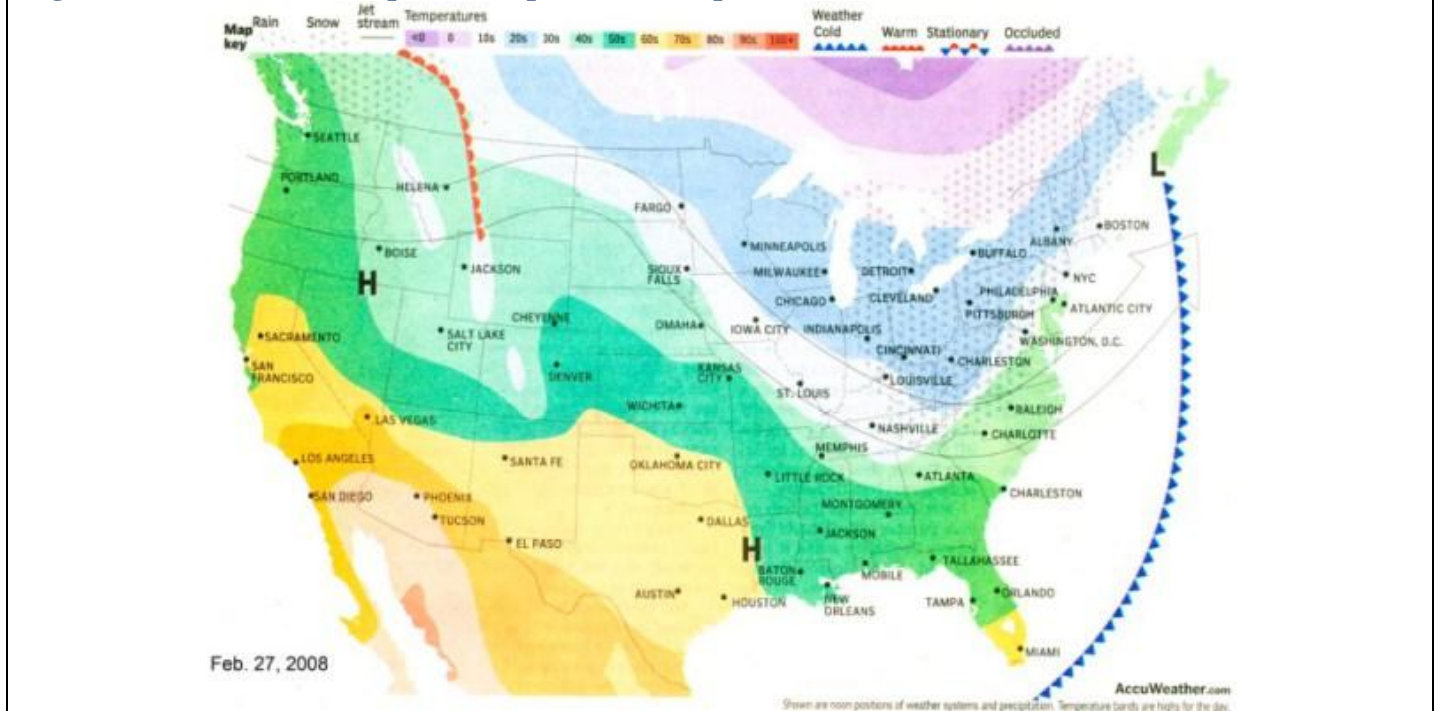 Map key
Rain
Snow
Jet stream
Temperatures
<0 0 10s 20s 30s 40s 50s 60s 70s 80s 90s 100+
Weather
Cold
Warm
Stationary
Occluded
SEATTLE
PORTLAND
HELENA
BOISE
JACKSON
FARGO
MINNEAPOLIS
SIOUX
FALLS
MILWAUKEE
DETROIT
BUFFALO
ALBANY
BOSTON
L
H
CHICAGO
CLEVELAND
NYC
PHILADELPHIA
ATLANTIC CITY
PITTSBURGH
CHEYENNE
OMAHA
IOWA CITY
INDIANAPOLIS
SACRAMENTO
SALT LAKE
CITY
WASHINGTON, D.C.
CINCINNATI
CHARLESTON
SAN
FRANCISCO
DENVER
KANSAS
CITY
ST. LOUIS
LOUISVILLE
WICHITA
LAS VEGAS
RALEIGH
NASHVILLE
CHARLOTTE
MEMPHIS
LOS ANGELES
SANTA FE
OKLAHOMA CITY
LITTLE ROCK
ATLANTA
SAN DIEGO
PHOENIX
CHARLESTON
MONTGOMERY
TUCSON
DALLAS
JACKSON
EL PASO
H
BATON
ROUGE
MOBILE
TALLAHASSEE
AUSTIN
HOUSTON
NEW
ORLEANS
TAMPA
ORLANDO
MIAMI
Feb. 27, 2008
AccuWeather.com
Shown are noon positions of weather systems and precipitation. Temperature bands are highs for the day.